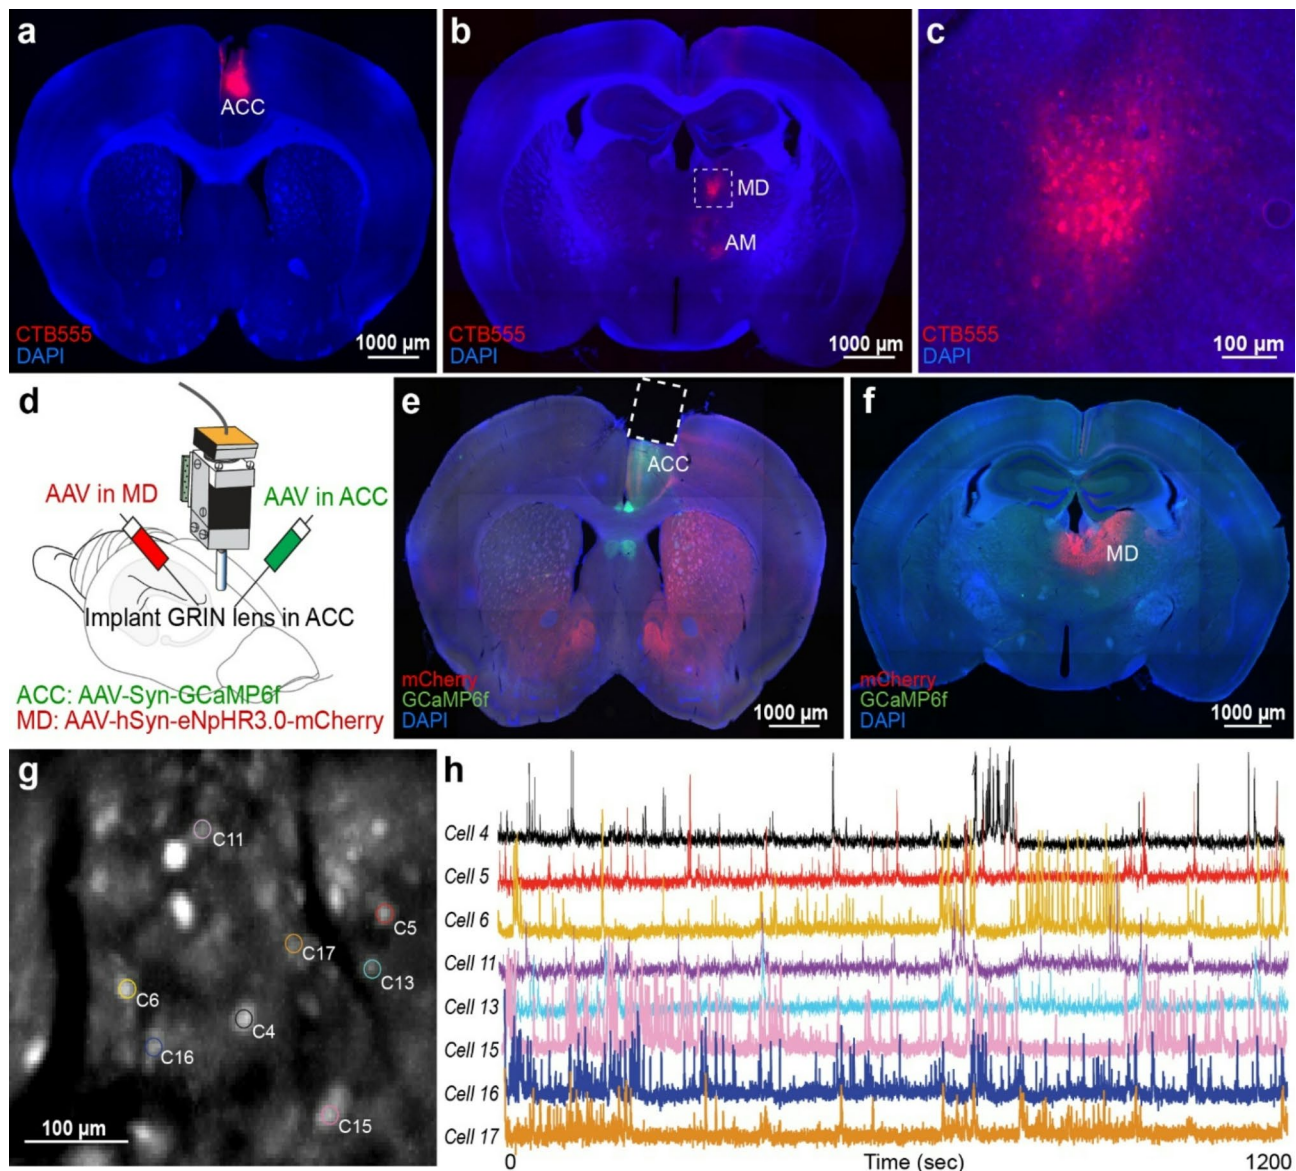 a
ACC
CTB555
DAPI
1000 µm
b
MD
AM
CTB555
DAPI
1000 µm
c
CTB555
DAPI
100 µm
d
AAV in MD
AAV in ACC
Implant GRIN lens in ACC
ACC: AAV-Syn-GCaMP6f
MD: AAV-hSyn-eNpHR3.0-mCherry
e
ACC
mCherry
GCaMP6f
DAPI
1000 µm
f
MD
mCherry
GCaMP6f
DAPI
1000 µm
g
C11
C5
C17
C13
C6
C4
C16
C15
100 µm
h
Cell 4
Cell 5
Cell 6
Cell 11
Cell 13
Cell 15
Cell 16
Cell 17
0 Time (sec) 1200